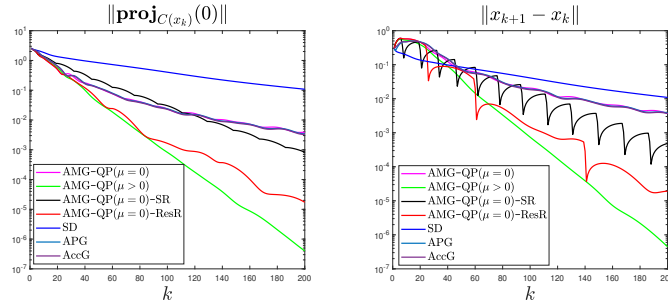 ‖proj_{C(x_k)}(0)‖
10^1
10^0
10^-1
10^-2
10^-3
10^-4
10^-5
10^-6
10^-7
AMG-QP(μ = 0)
AMG-QP(μ > 0)
AMG-QP(μ = 0)-SR
AMG-QP(μ = 0)-ResR
SD
APG
AccG
0 20 40 60 80 100 120 140 160 180 200
k
‖x_{k+1} − x_k‖
10^0
10^-1
10^-2
10^-3
10^-4
10^-5
10^-6
10^-7
AMG-QP(μ = 0)
AMG-QP(μ > 0)
AMG-QP(μ = 0)-SR
AMG-QP(μ = 0)-ResR
SD
APG
AccG
0 20 40 60 80 100 120 140 160 180 200
k